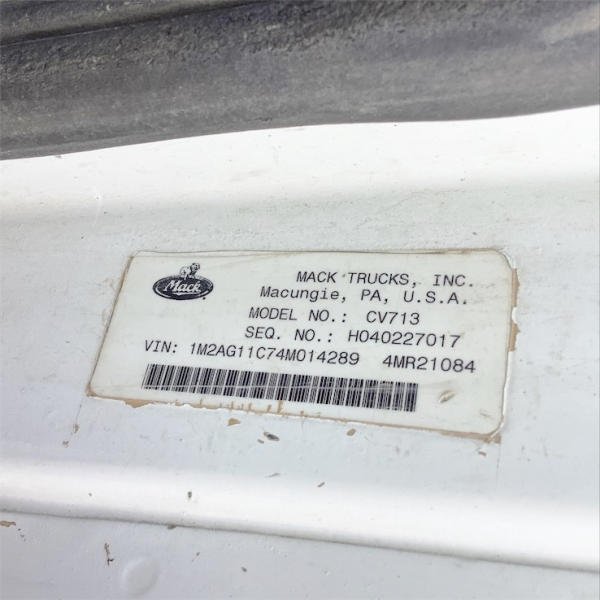 Mack
MACK TRUCKS, INC.
Macungie, PA, U.S.A.
MODEL NO.: CV713
SEQ. NO.: H040227017
VIN: 1M2AG11C74M014289 4MR21084